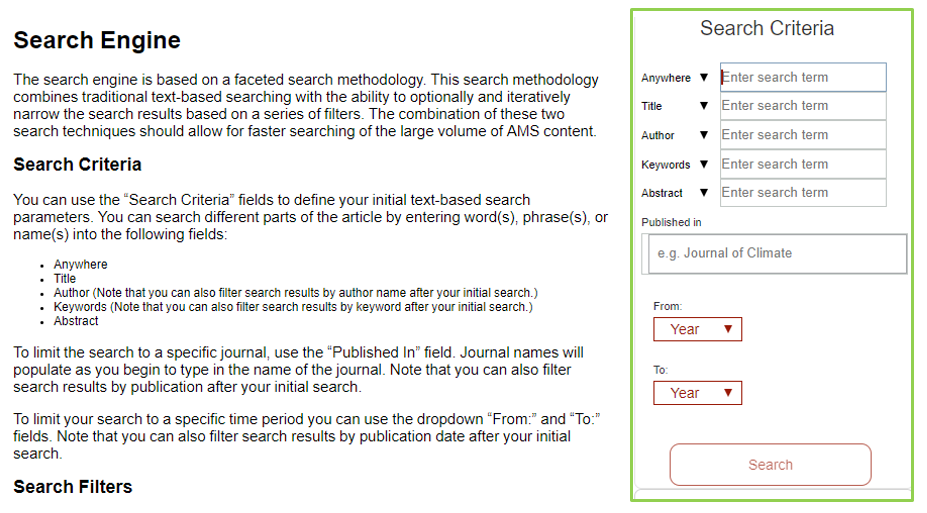 Search Engine
The search engine is based on a faceted search methodology. This search methodology
combines traditional text-based searching with the ability to optionally and iteratively
narrow the search results based on a series of filters. The combination of these two
search techniques should allow for faster searching of the large volume of AMS content.
Search Criteria
You can use the “Search Criteria” fields to define your initial text-based search
parameters. You can search different parts of the article by entering word(s), phrase(s), or
name(s) into the following fields:
• Anywhere
• Title
• Author (Note that you can also filter search results by author name after your initial search.)
• Keywords (Note that you can also filter search results by keyword after your initial search.)
• Abstract
To limit the search to a specific journal, use the “Published In” field. Journal names will
populate as you begin to type in the name of the journal. Note that you can also filter
search results by publication after your initial search.
To limit your search to a specific time period you can use the dropdown “From:” and “To:”
fields. Note that you can also filter search results by publication date after your initial
search.
Search Filters
Search Criteria
Anywhere ▼ Enter search term
Title ▼ Enter search term
Author ▼ Enter search term
Keywords ▼ Enter search term
Abstract ▼ Enter search term
Published in
e.g. Journal of Climate
From:
Year ▼
To:
Year ▼
Search